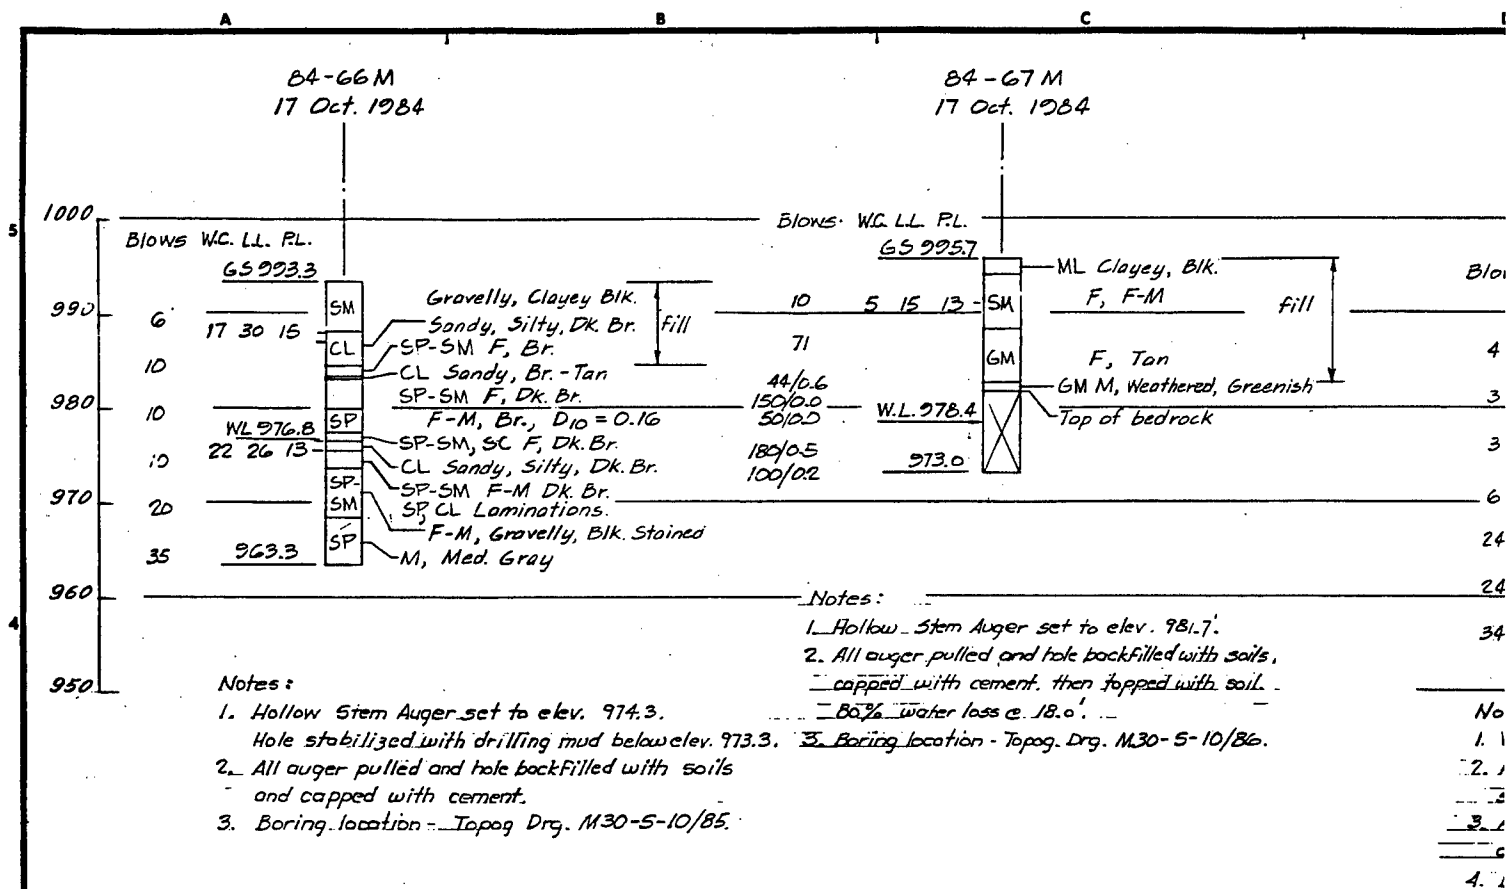 A
B
C
5
4
84-66M
17 Oct. 1984
1000
990
980
970
960
950
Blows W.C. L.L. P.L.
GS 993.3
6
17 30 15
10
10
WL 976.8
22 26 13
10
20
35
963.3
SM
CL
SP
SP-
SM
SP
Gravelly, Clayey Blk.
Sandy, Silty, Dk. Br.
fill
SP-SM F, Br.
CL Sandy, Br.-Tan
SP-SM F, Dk. Br.
F-M, Br., D10 = 0.16
SP-SM, SC F, Dk. Br.
CL Sandy, Silty, Dk. Br.
SP-SM F-M Dk. Br.
SP, CL Laminations.
F-M, Gravelly, Blk. Stained
M, Med. Gray
Notes:
1. Hollow Stem Auger set to elev. 974.3.
Hole stabilized with drilling mud below elev. 973.3.
2. All auger pulled and hole backfilled with soils
and capped with cement.
3. Boring location - Topog Drg. M30-S-10/85.
84-67M
17 Oct. 1984
Blows W.C. L.L. P.L.
GS 995.7
10 5 15 13
71
44/0.6
150/0.0
50/0.0
W.L. 978.4
180/0.5
100/0.2
973.0
SM
GM
ML Clayey, Blk.
F, F-M
fill
F, Tan
GM M, Weathered, Greenish
Top of bedrock
Notes:
1. Hollow Stem Auger set to elev. 981.7'.
2. All auger pulled and hole backfilled with soils,
capped with cement. then topped with soil.
80% water loss @ 18.0'.
3. Boring location - Topog. Drg. M30-S-10/86.
4
3
3
6
24
24
34
1.
2.
3.
4.